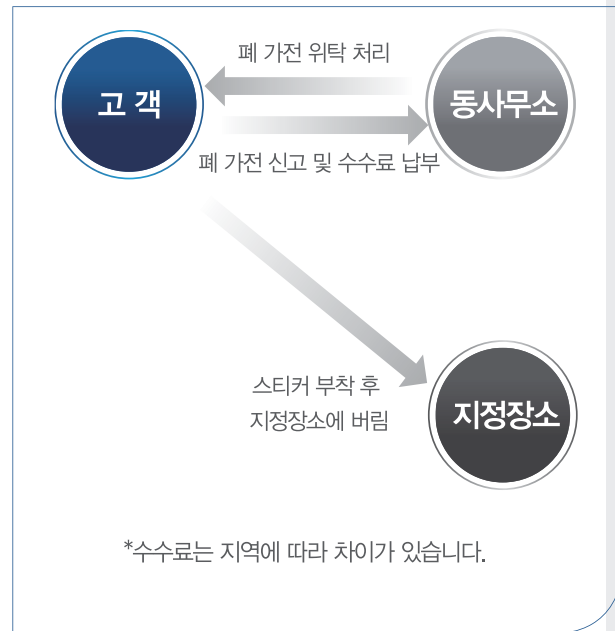 폐 가전 위탁 처리
고 객
동사무소
폐 가전 신고 및 수수료 납부
스티커 부착 후
지정장소에 버림
지정장소
*수수료는 지역에 따라 차이가 있습니다.